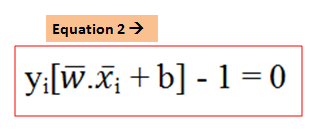 Equation 2 →
yᵢ[w̅.x̅ᵢ + b] - 1 = 0